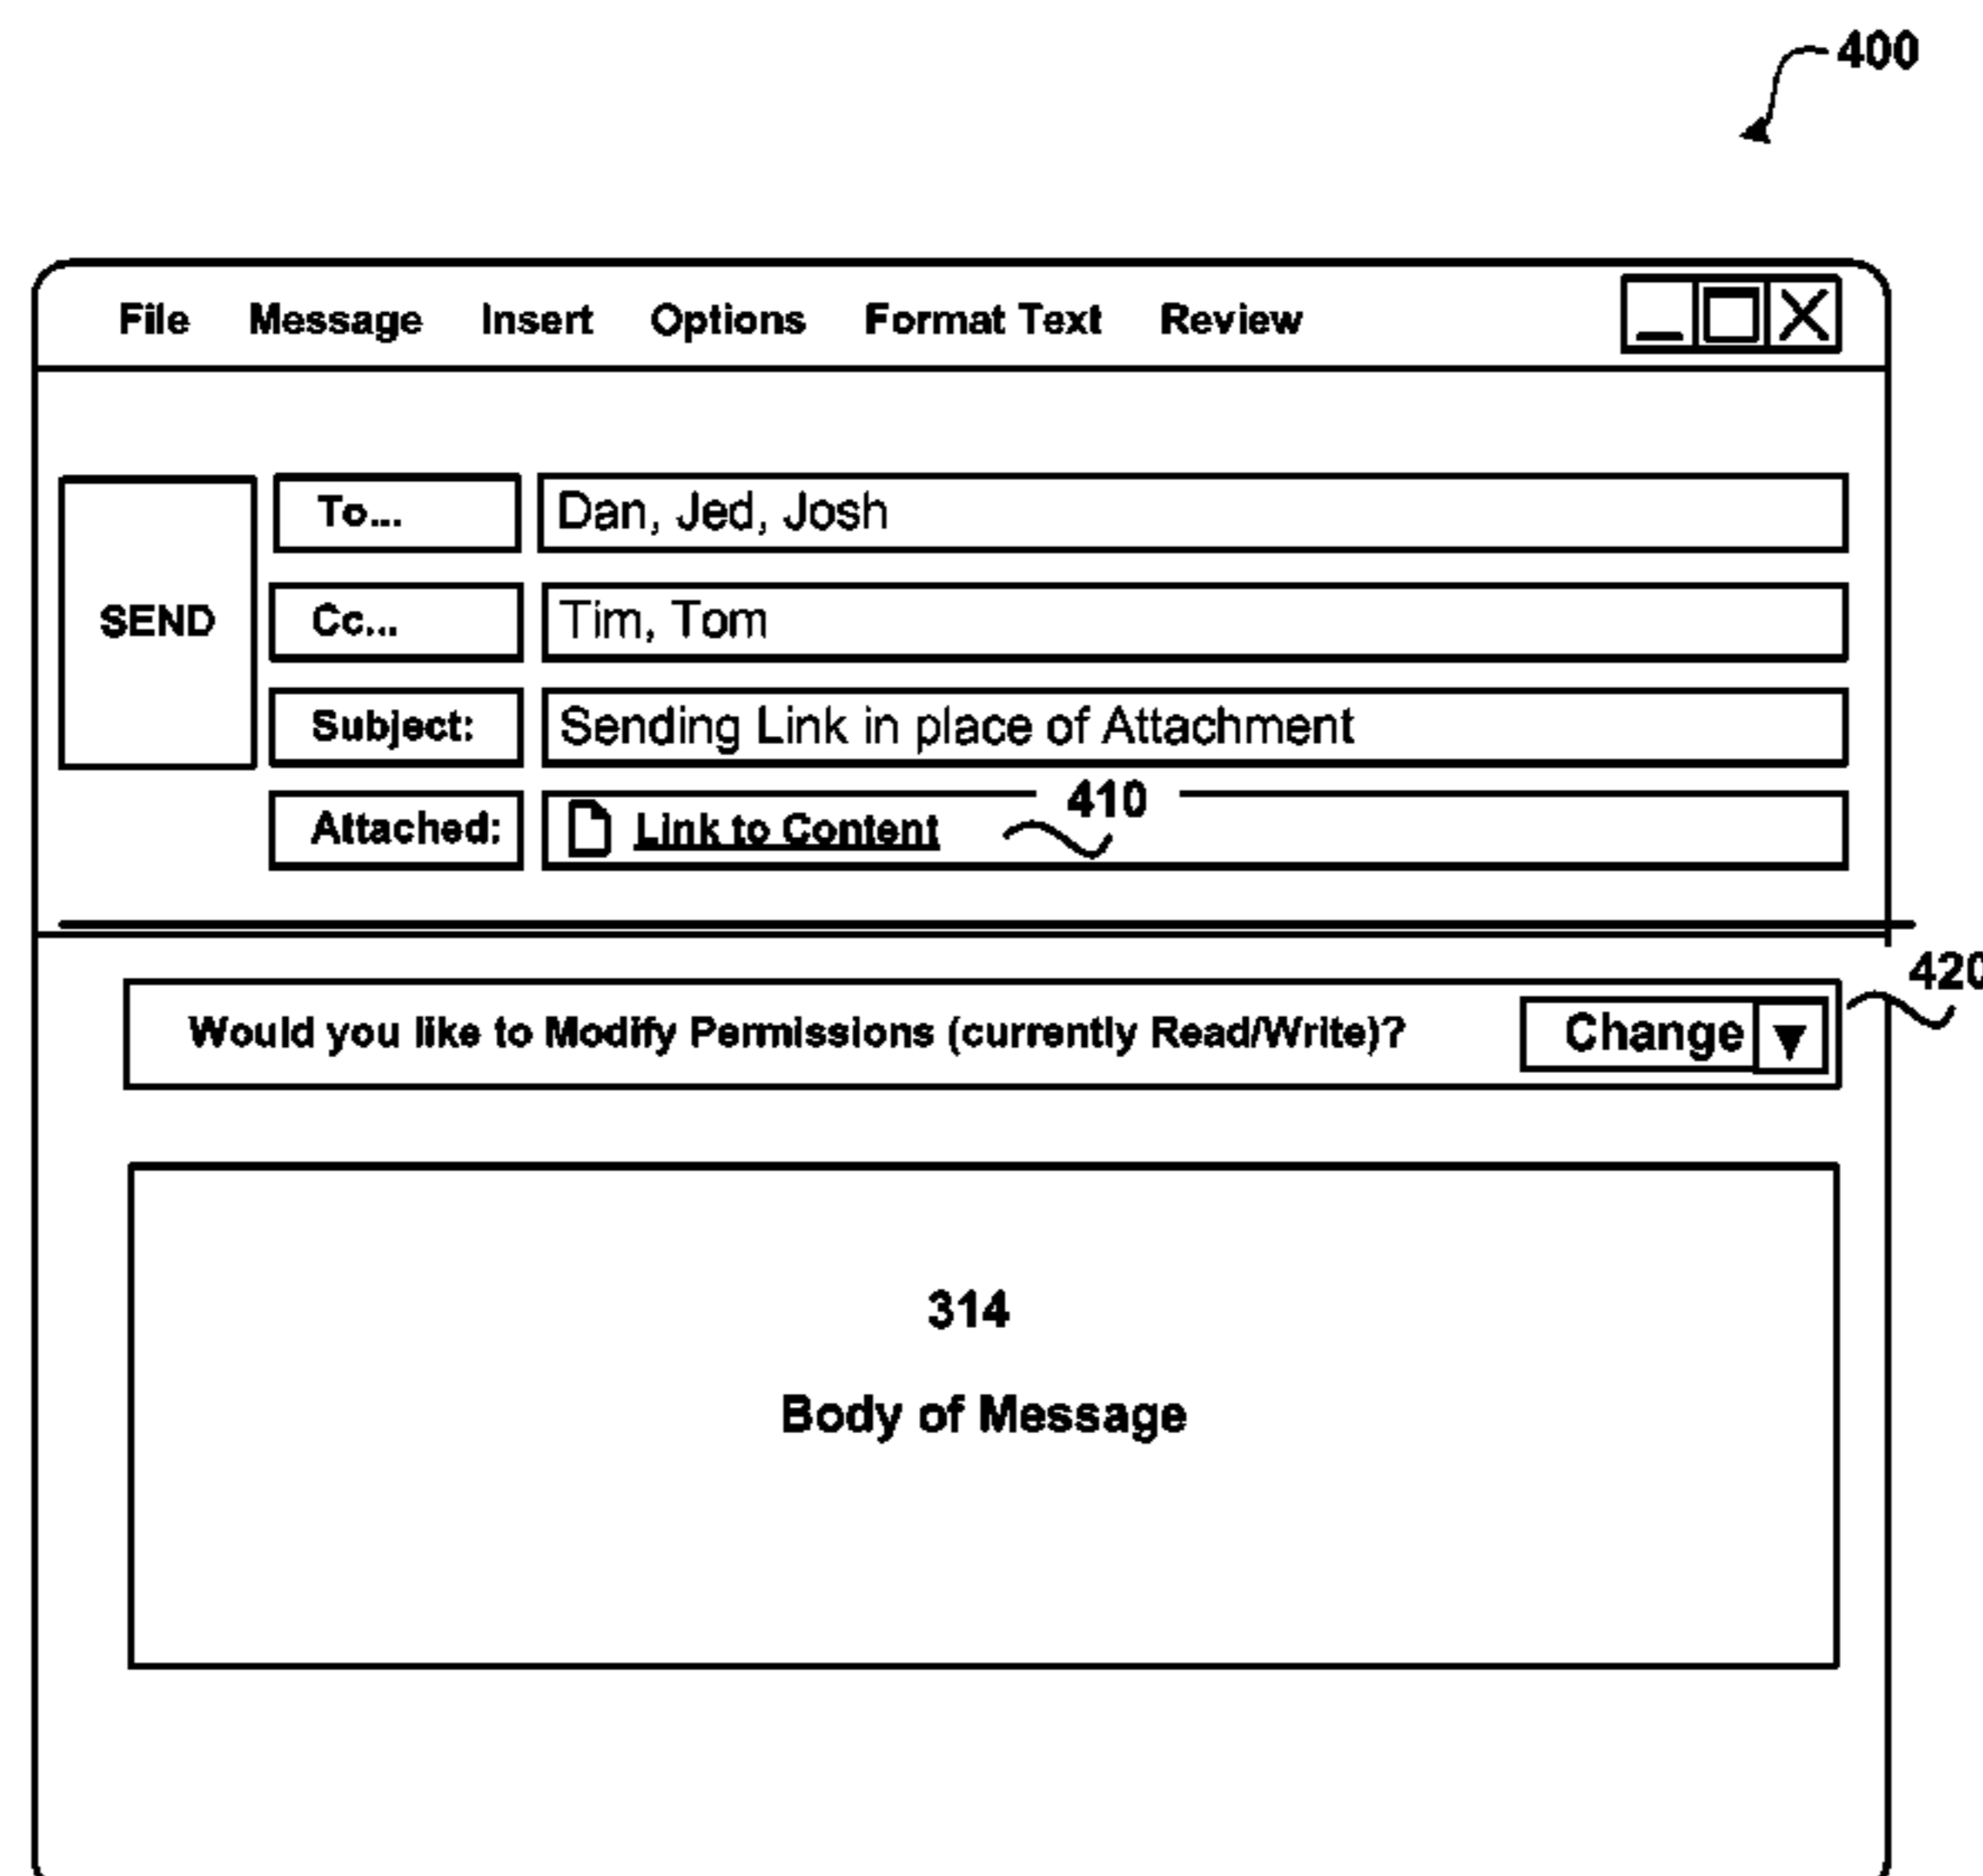 400
File Message Insert Options Format Text Review
SEND
To... Dan, Jed, Josh
Cc... Tim, Tom
Subject: Sending Link in place of Attachment
Attached: Link to Content 410
420
Would you like to Modify Permissions (currently Read/Write)? Change
314
Body of Message